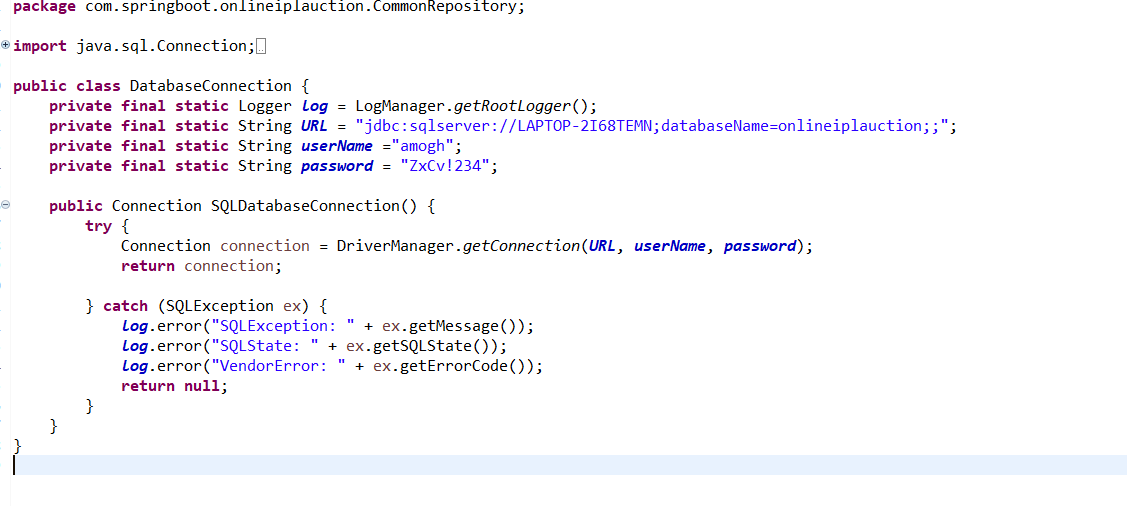 package com.springboot.onlineiplauction.CommonRepository;
import java.sql.Connection;
public class DatabaseConnection {
private final static Logger log = LogManager.getRootLogger();
private final static String URL = "jdbc:sqlserver://LAPTOP-2I68TEMN;databaseName=onlineiplauction;;";
private final static String userName ="amogh";
private final static String password = "ZxCv!234";
public Connection SQLDatabaseConnection() {
try {
Connection connection = DriverManager.getConnection(URL, userName, password);
return connection;
} catch (SQLException ex) {
log.error("SQLException: " + ex.getMessage());
log.error("SQLState: " + ex.getSQLState());
log.error("VendorError: " + ex.getErrorCode());
return null;
}
}
}